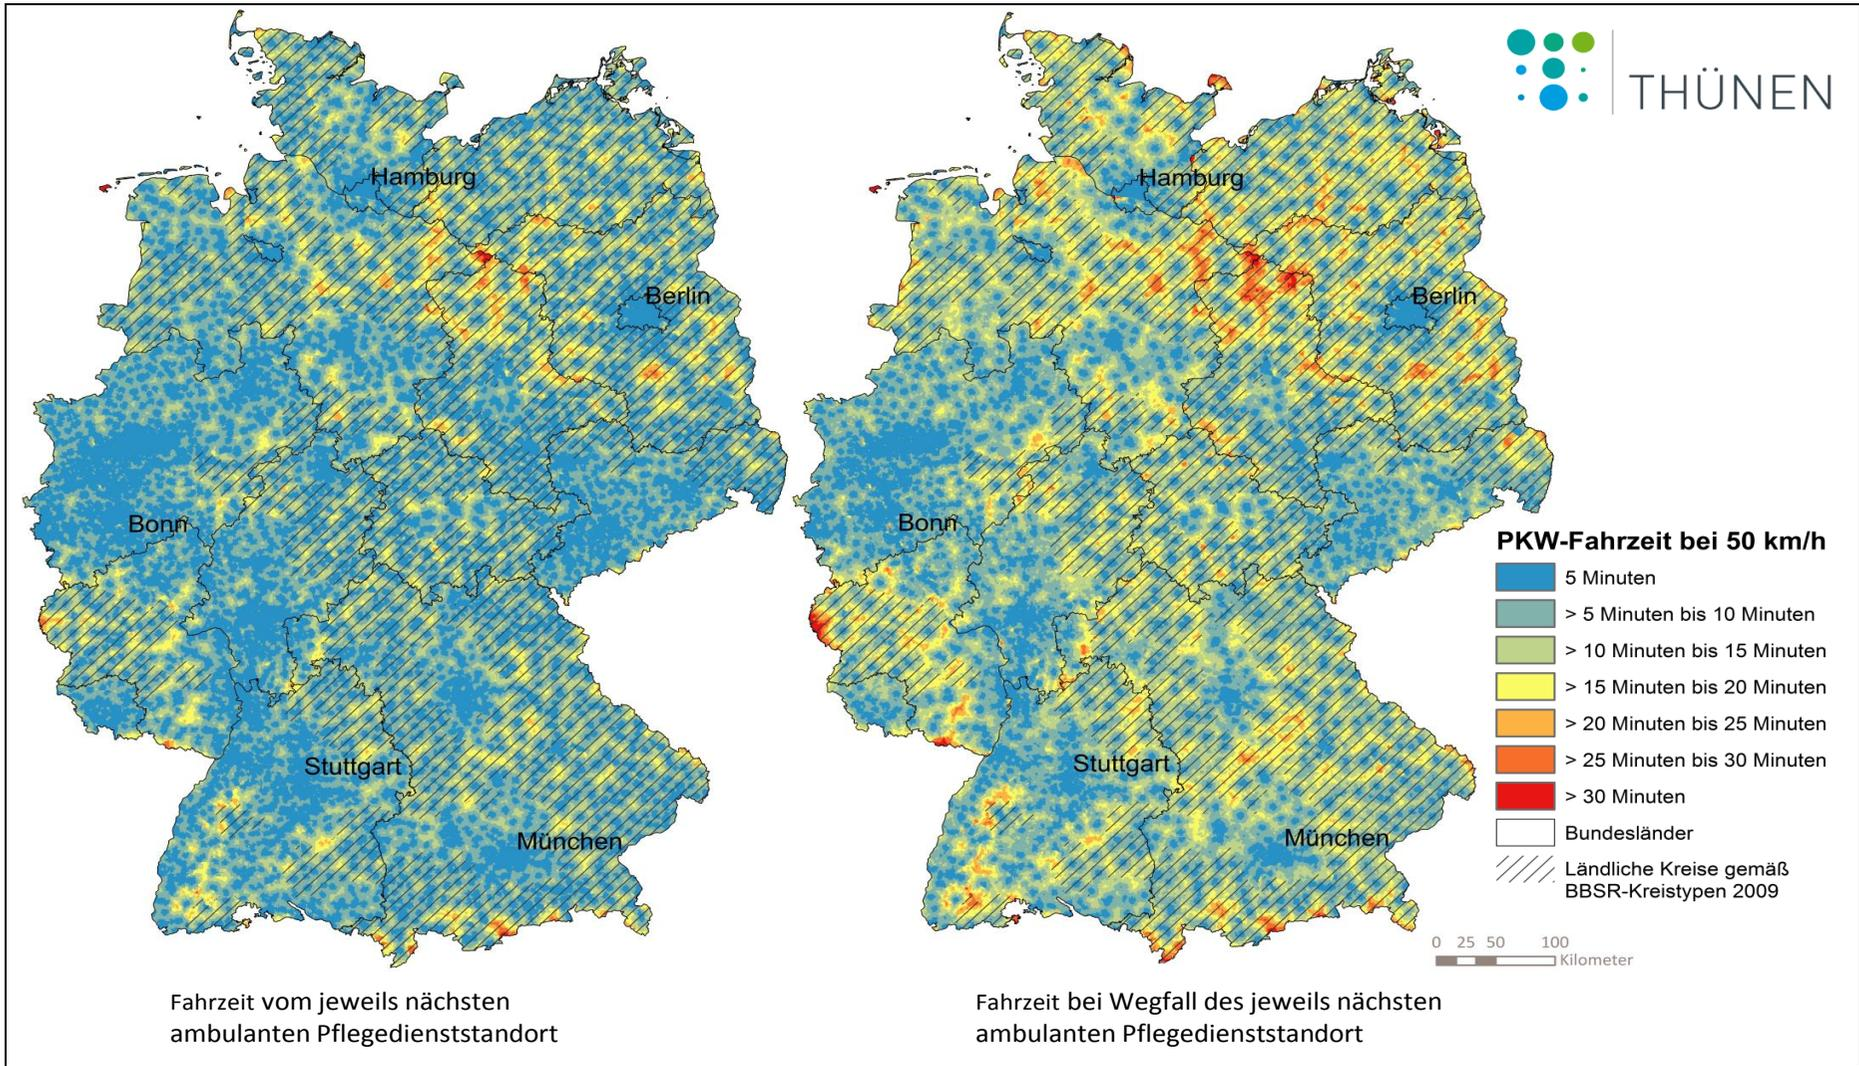 THÜNEN
Hamburg
Berlin
Bonn
Stuttgart
München
Hamburg
Berlin
Bonn
Stuttgart
München
PKW-Fahrzeit bei 50 km/h
5 Minuten
> 5 Minuten bis 10 Minuten
> 10 Minuten bis 15 Minuten
> 15 Minuten bis 20 Minuten
> 20 Minuten bis 25 Minuten
> 25 Minuten bis 30 Minuten
> 30 Minuten
Bundesländer
Ländliche Kreise gemäß
BBSR-Kreistypen 2009
0 25 50 100
Kilometer
Fahrzeit vom jeweils nächsten
ambulanten Pflegedienststandort
Fahrzeit bei Wegfall des jeweils nächsten
ambulanten Pflegedienststandort